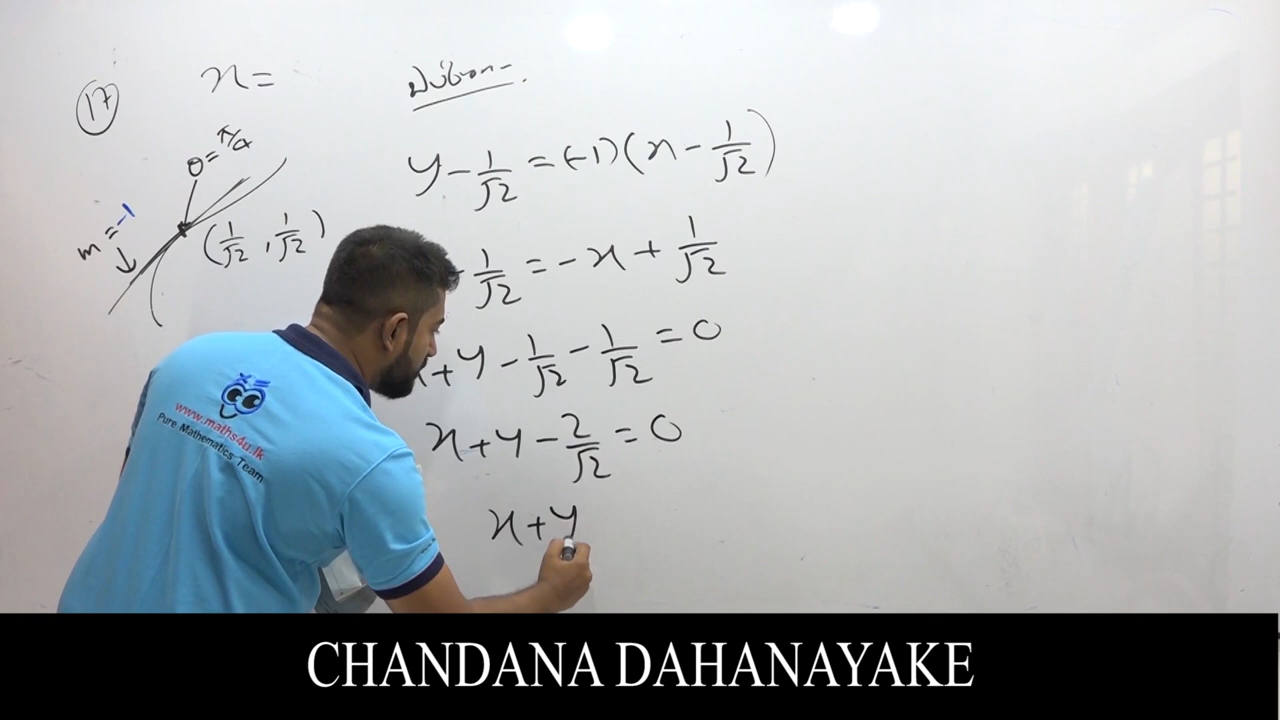 17
x =
θ = π/4
m = -1
(1/√2 , 1/√2)
y - 1/√2 = (-1)(x - 1/√2)
- 1/√2 = -x + 1/√2
+ y - 1/√2 - 1/√2 = 0
x + y - 2/√2 = 0
x + y
www.maths4u.lk
Pure Mathematics Team
CHANDANA DAHANAYAKE